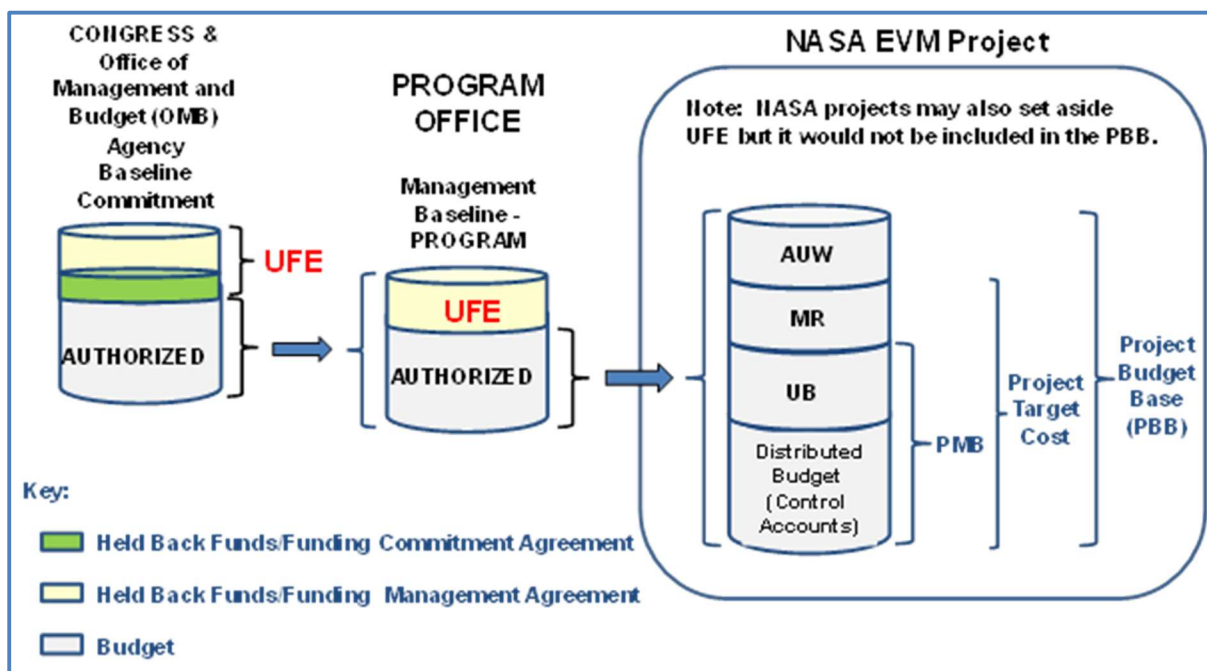 CONGRESS &
Office of
Management and
Budget (OMB)
Agency
Baseline
Commitment
UFE
AUTHORIZED
PROGRAM
OFFICE
Management
Baseline -
PROGRAM
UFE
AUTHORIZED
NASA EVM Project
Note: NASA projects may also set aside
UFE but it would not be included in the PBB.
AUW
MR
UB
Distributed
Budget
(Control
Accounts)
PMB
Project
Target
Cost
Project
Budget
Base
(PBB)
Key:
Held Back Funds/Funding Commitment Agreement
Held Back Funds/Funding Management Agreement
Budget